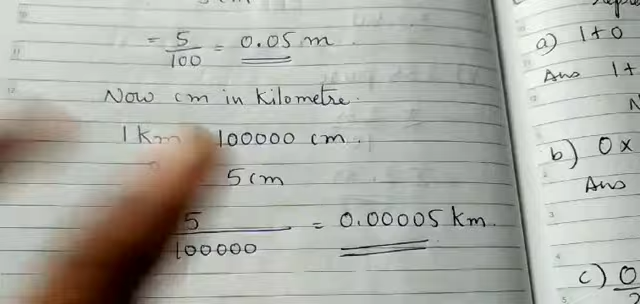 = 5/100 = 0.05 m
Now cm in Kilometre.
1 km 100000 cm.
5 cm
5/100000 = 0.00005 km.
a) 1+0
Ans 1+
b) 0 ×
Ans
c) 0